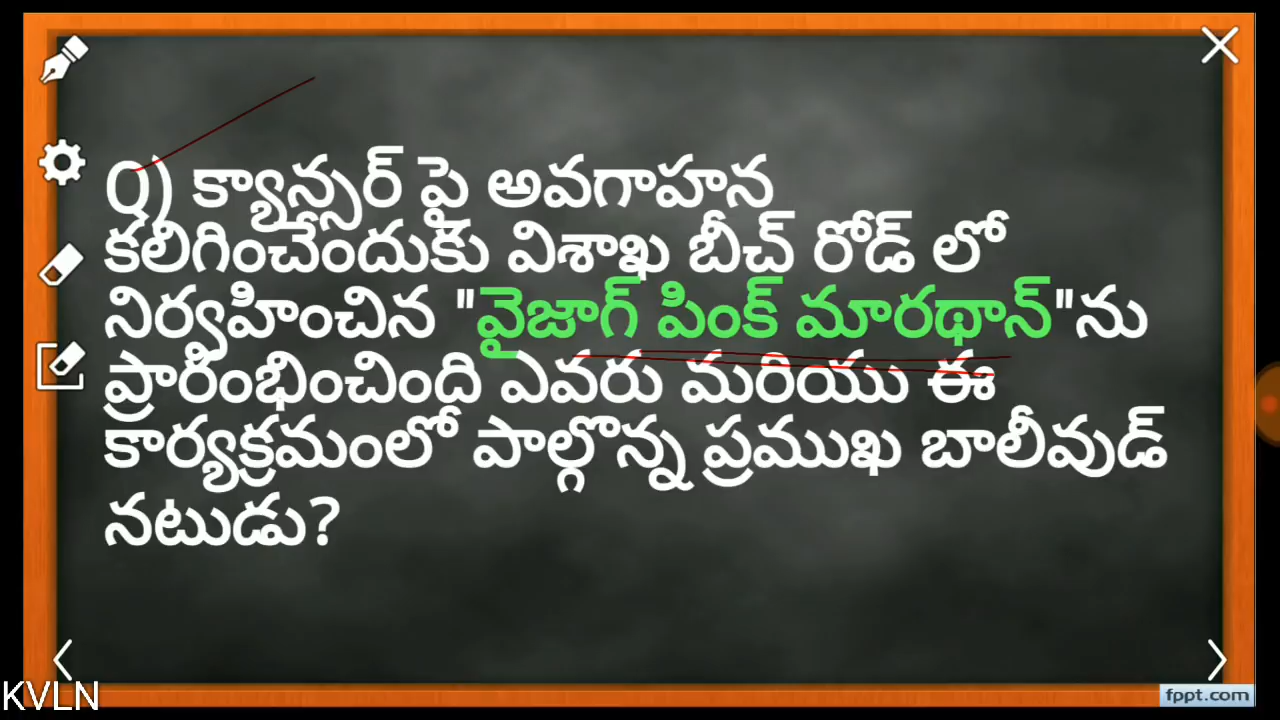 Q) క్యాన్సర్ పై అవగాహన
కలిగించేందుకు విశాఖ బీచ్ రోడ్ లో
నిర్వహించిన "వైజాగ్ పింక్ మారథాన్"ను
ప్రారంభించింది ఎవరు మరియు ఈ
కార్యక్రమంలో పాల్గొన్న ప్రముఖ బాలీవుడ్
నటుడు?
KVLN
fppt.com